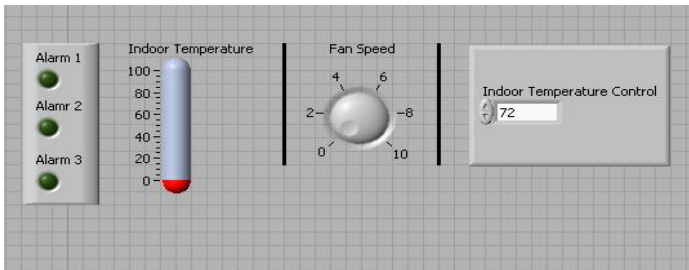 Alarm 1
Alamr 2
Alarm 3
Indoor Temperature
100
80
60
40
20
0
Fan Speed
4 6
2 8
0 10
Indoor Temperature Control
72